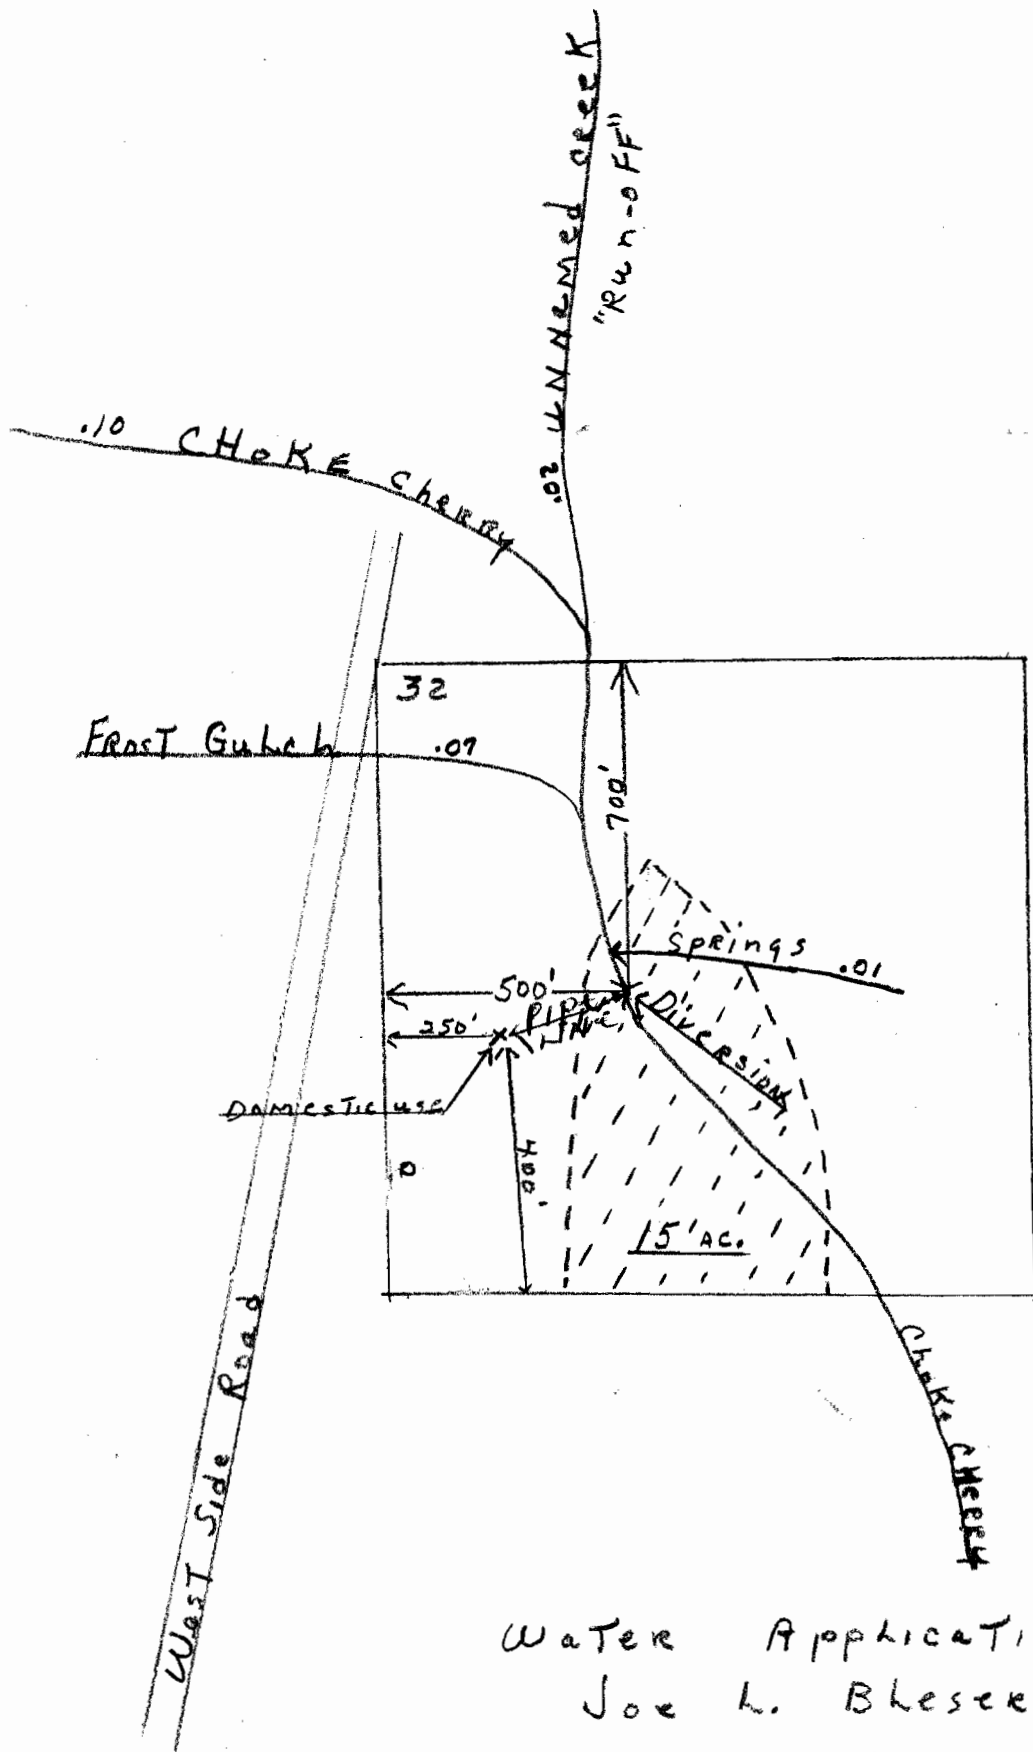 UNNAMED CREEK
"Run-OFF"
.02
.10 CHOKE Cherry
32
FROST Gulch
.07
700'
Springs
.01
500'
Pipe Line
Diversion
250'
DOMESTIC USE
400'
15 AC.
West Side Road
Choke CHERRY
Water Applicati
Joe L. Bleser